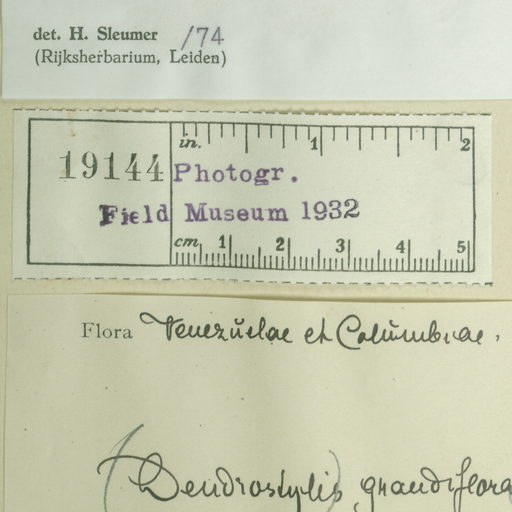 det. H. Sleumer /74
(Rijksherbarium, Leiden)
in. 1 2
19144 Photogr.
Field Museum 1932
cm 1 2 3 4 5
Flora Venezuelae et Columbiae.
(Dendrostylis) grandiflora